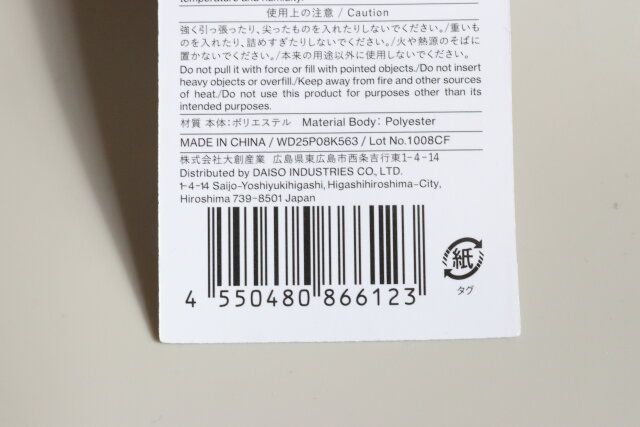 temperature and humidity.
使用上の注意 / Caution
強く引っ張ったり、尖ったものを入れたりしないでください。/重い も
のを入れたり、詰めすぎたりしないでください。/火や熱源のそばに
置かないでください。/本来の用途以外に使用しないでください。
Do not pull it with force or fill with pointed objects./Do not insert
heavy objects or overfill./Keep away from fire and other sources
of heat./Do not use this product for purposes other than its
intended purposes.
材質 本体:ポリエステル Material Body: Polyester
MADE IN CHINA / WD25P08K563 / Lot No.1008CF
株式会社大創産業 広島県東広島市西条吉行東1-4-14
Distributed by DAISO INDUSTRIES CO., LTD.
1-4-14 Saijo-Yoshiyukihigashi, Higashihiroshima-City,
Hiroshima 739-8501 Japan
紙
タグ
4 550480 866123